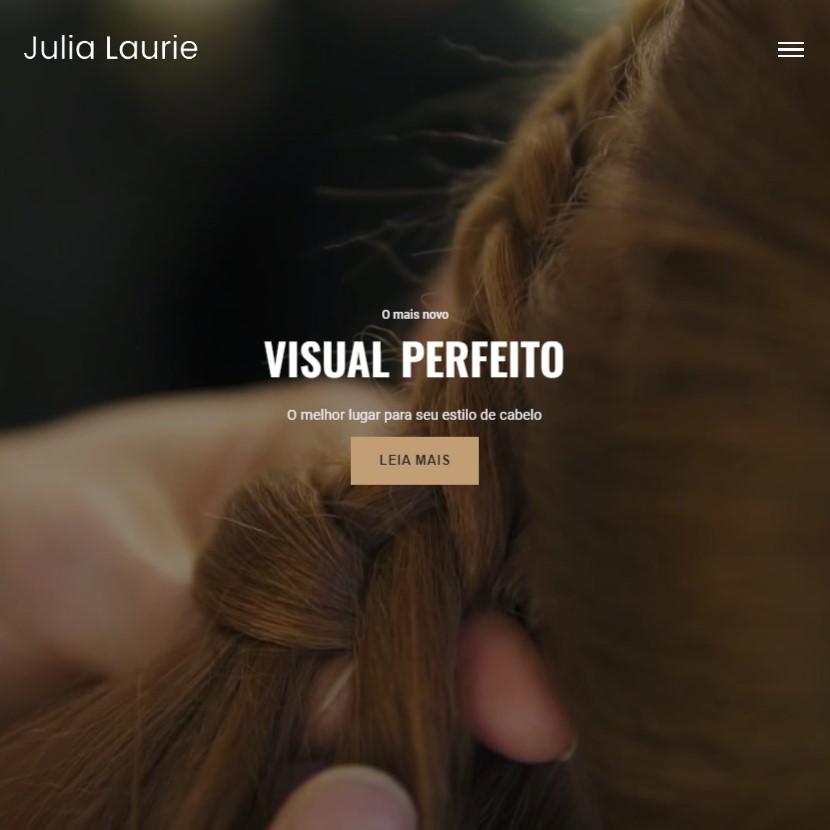 Julia Laurie
O mais novo
VISUAL PERFEITO
O melhor lugar para seu estilo de cabelo
LEIA MAIS